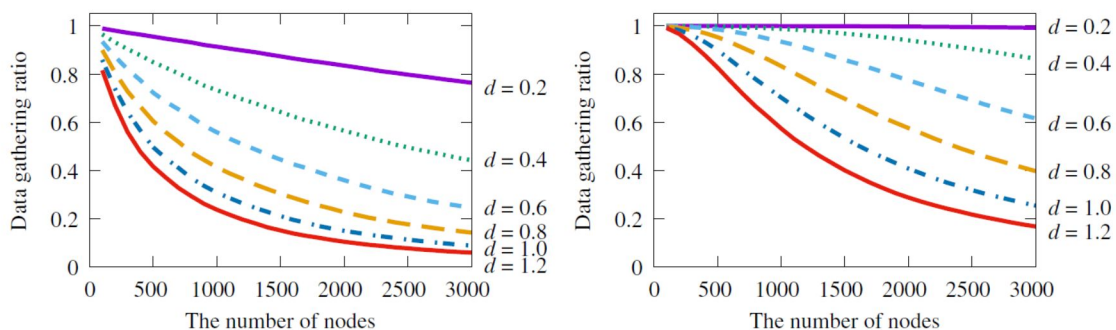 1
0.8
0.6
0.4
0.2
0
Data gathering ratio
0 500 1000 1500 2000 2500 3000
The number of nodes
d = 0.2
d = 0.4
d = 0.6
d = 0.8
d = 1.0
d = 1.2
1
0.8
0.6
0.4
0.2
0
Data gathering ratio
0 500 1000 1500 2000 2500 3000
The number of nodes
d = 0.2
d = 0.4
d = 0.6
d = 0.8
d = 1.0
d = 1.2